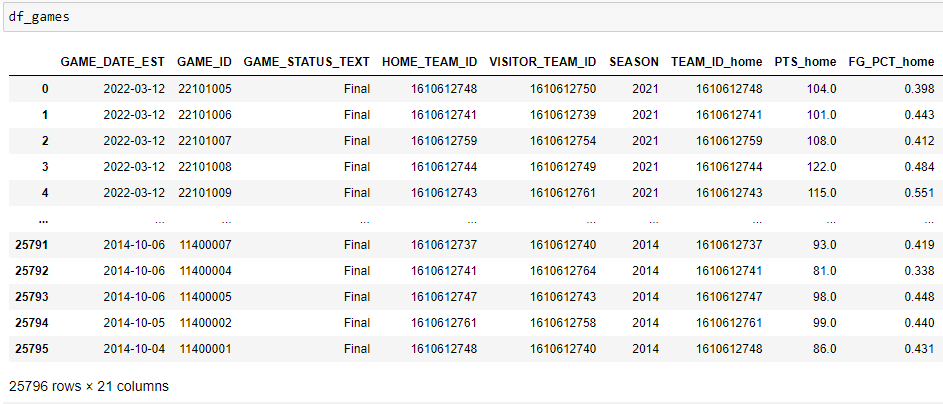 df_games
GAME_DATE_EST GAME_ID GAME_STATUS_TEXT HOME_TEAM_ID VISITOR_TEAM_ID SEASON TEAM_ID_home PTS_home FG_PCT_home
0 2022-03-12 22101005 Final 1610612748 1610612750 2021 1610612748 104.0 0.398
1 2022-03-12 22101006 Final 1610612741 1610612739 2021 1610612741 101.0 0.443
2 2022-03-12 22101007 Final 1610612759 1610612754 2021 1610612759 108.0 0.412
3 2022-03-12 22101008 Final 1610612744 1610612749 2021 1610612744 122.0 0.484
4 2022-03-12 22101009 Final 1610612743 1610612761 2021 1610612743 115.0 0.551
... ... ... ... ... ... ... ... ... ...
25791 2014-10-06 11400007 Final 1610612737 1610612740 2014 1610612737 93.0 0.419
25792 2014-10-06 11400004 Final 1610612741 1610612764 2014 1610612741 81.0 0.338
25793 2014-10-06 11400005 Final 1610612747 1610612743 2014 1610612747 98.0 0.448
25794 2014-10-05 11400002 Final 1610612761 1610612758 2014 1610612761 99.0 0.440
25795 2014-10-04 11400001 Final 1610612748 1610612740 2014 1610612748 86.0 0.431
25796 rows × 21 columns